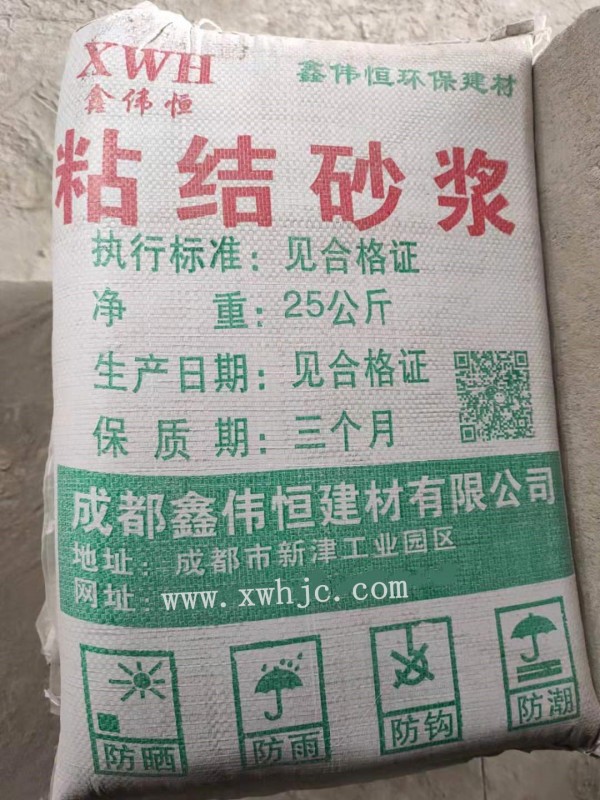 XWH
鑫伟恒
鑫伟恒环保建材
粘结砂浆
执行标准：见合格证
净 重：25公斤
生产日期：见合格证
保质期：三个月
成都鑫伟恒建材有限公司
地址：成都市新津工业园区
网址：www.xwhjc.com
防晒
防雨
防钩
防潮